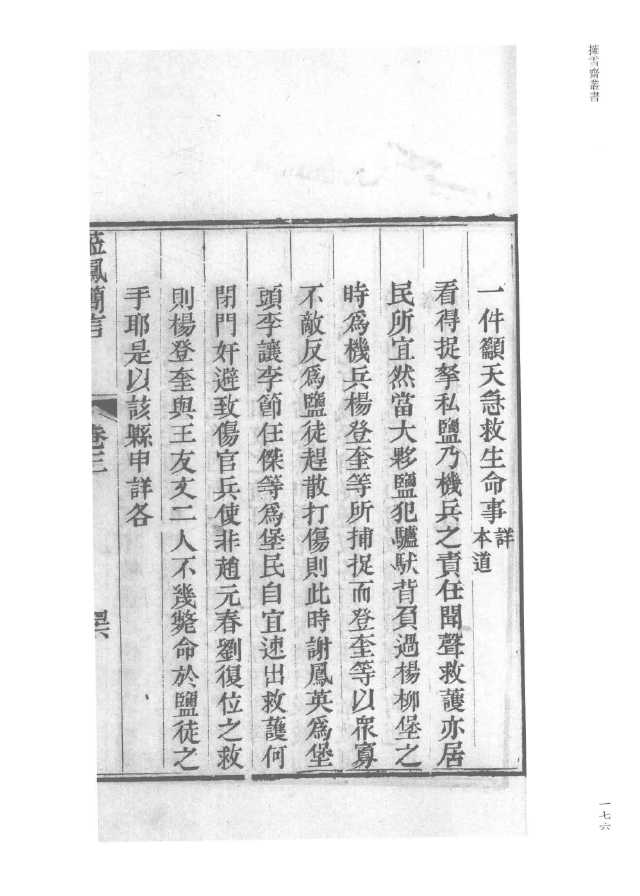 擁雪齋叢書
一件籲天急救生命事詳本道
看得捉拏私鹽乃機兵之責任聞聲救護亦居
民所宜然當大夥鹽犯驢馱背負過楊柳堡之
時爲機兵楊登奎等所捕捉而登奎等以眾寡
不敵反爲鹽徒趕散打傷則此時謝鳳英爲堡
頭李讓李節任傑等爲堡民自宜速出救護何
閉門奸避致傷官兵使非趙元春劉復位之救
則楊登奎與王友文二人不幾斃命於鹽徒之
手耶是以該縣申詳各
鳳簡言
卷三
一七六